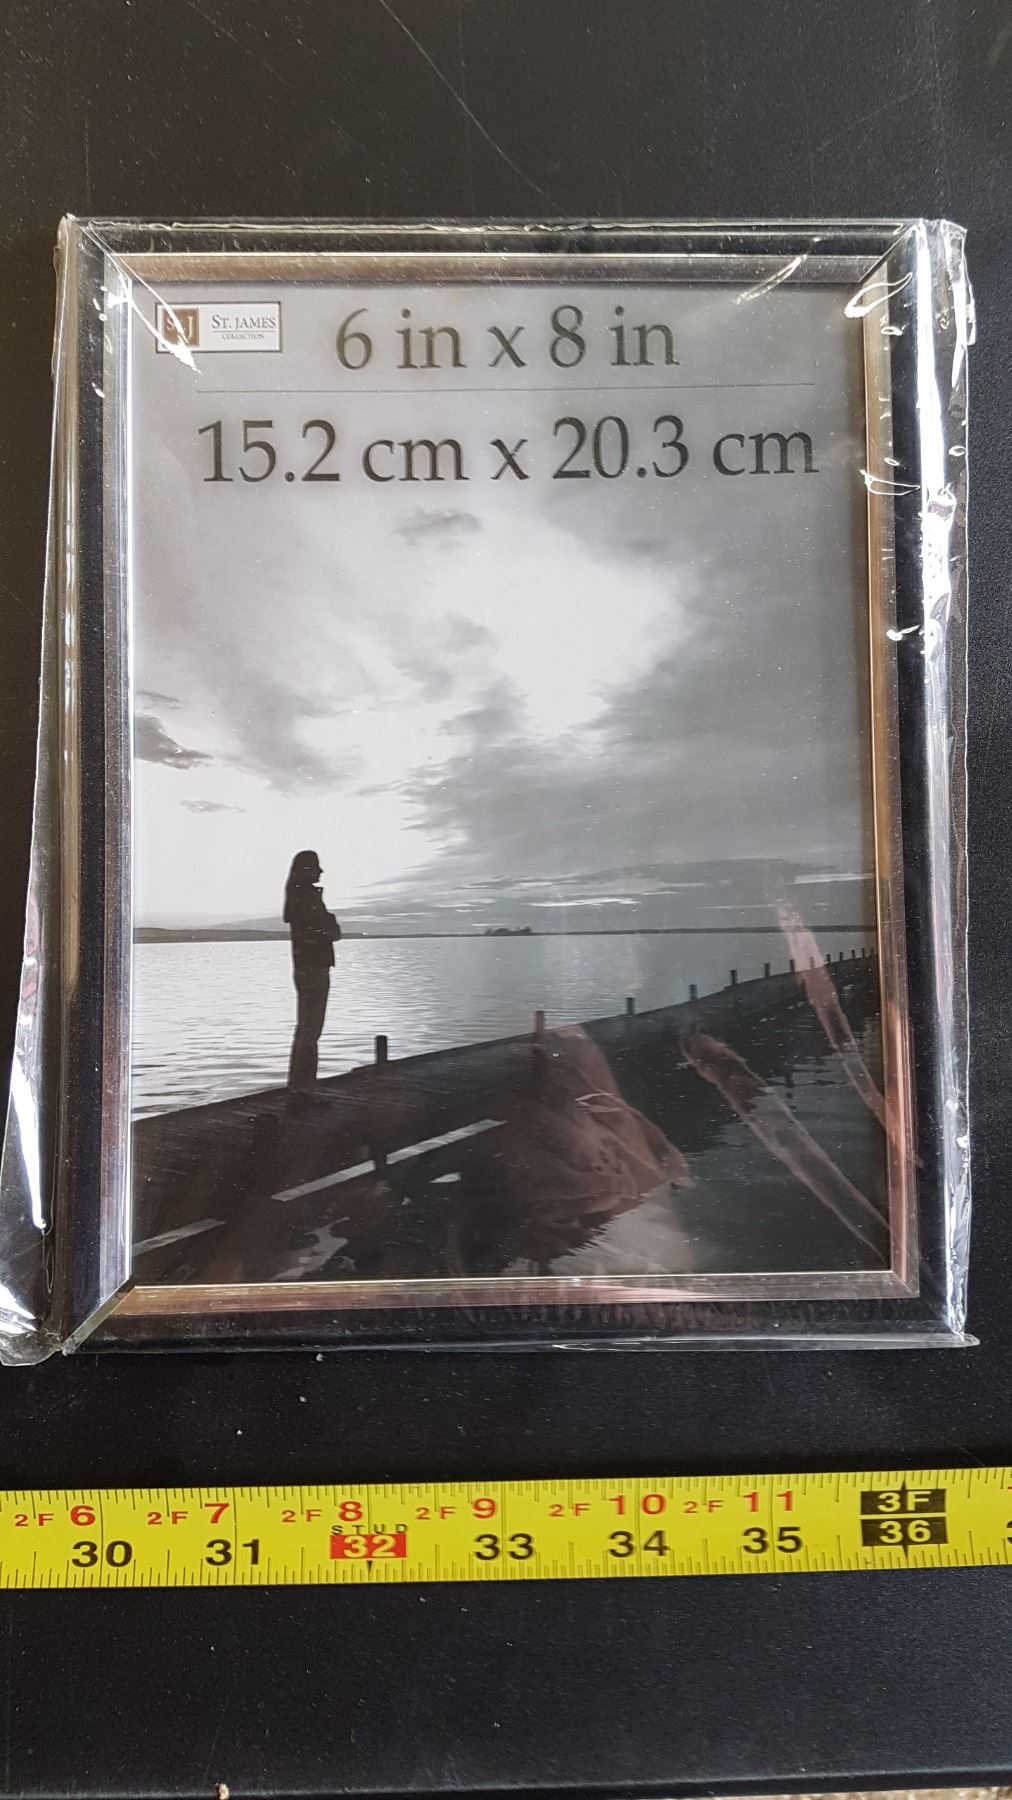 StJ ST. JAMES
COLLECTION
6 in x 8 in
15.2 cm x 20.3 cm
2F 6 2F 7 2F 8 2F 9 2F 10 2F 11 3F
STUD
30 31 32 33 34 35 36